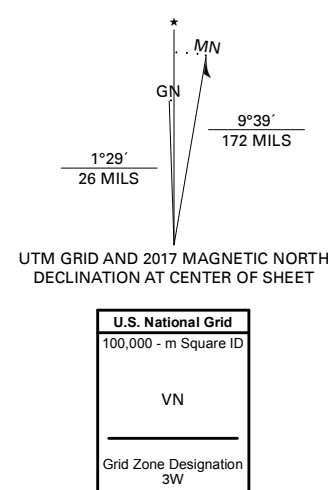 MN
GN
9°39´
172 MILS
1°29´
26 MILS
UTM GRID AND 2017 MAGNETIC NORTH
DECLINATION AT CENTER OF SHEET
U.S. National Grid
100,000 - m Square ID
VN
Grid Zone Designation
3W